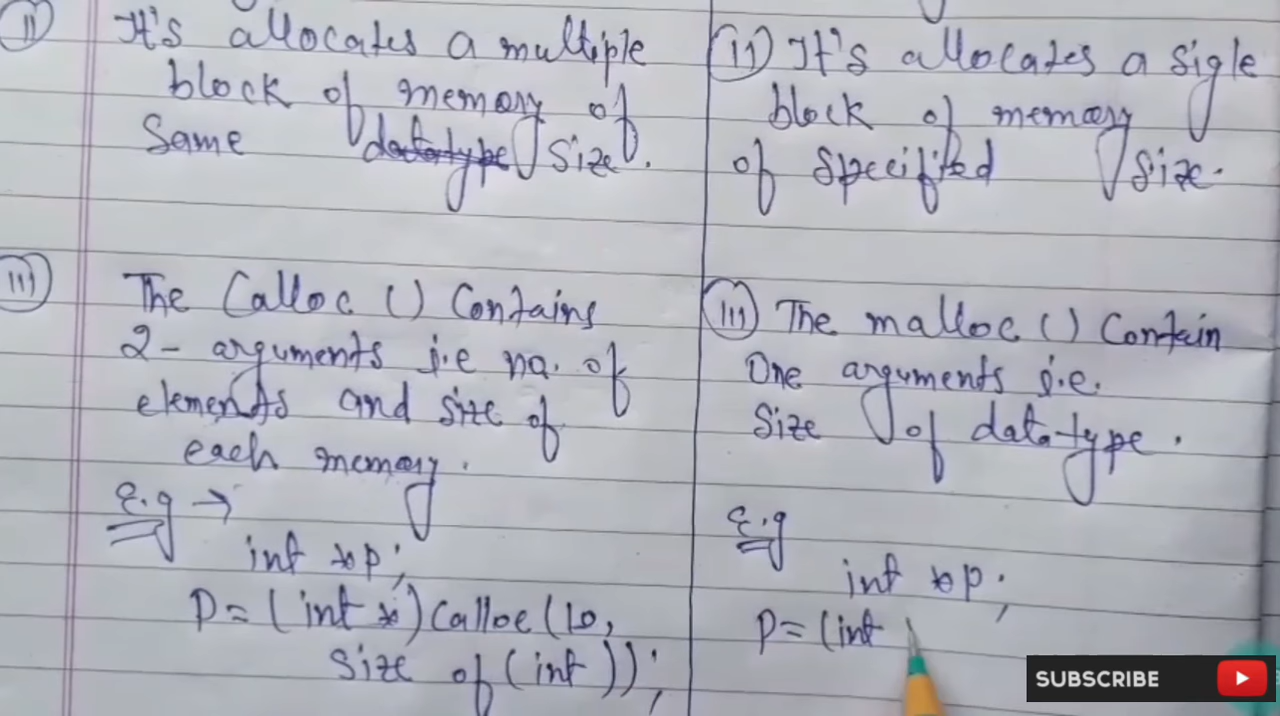 (ii) It's allocates a multiple
block of memory of
Same datatype size.
(iii) The Calloc () Contains
2- arguments i.e no. of
elements and size of
each memory.
E.g →
int *p;
P= (int *) Calloc (10,
Size of (int));
(ii) It's allocates a Sigle
block of memory
of specified size.
(iii) The malloc () Contain
One arguments i.e.
Size of datatype.
E.g
int *p;
P= (int
SUBSCRIBE